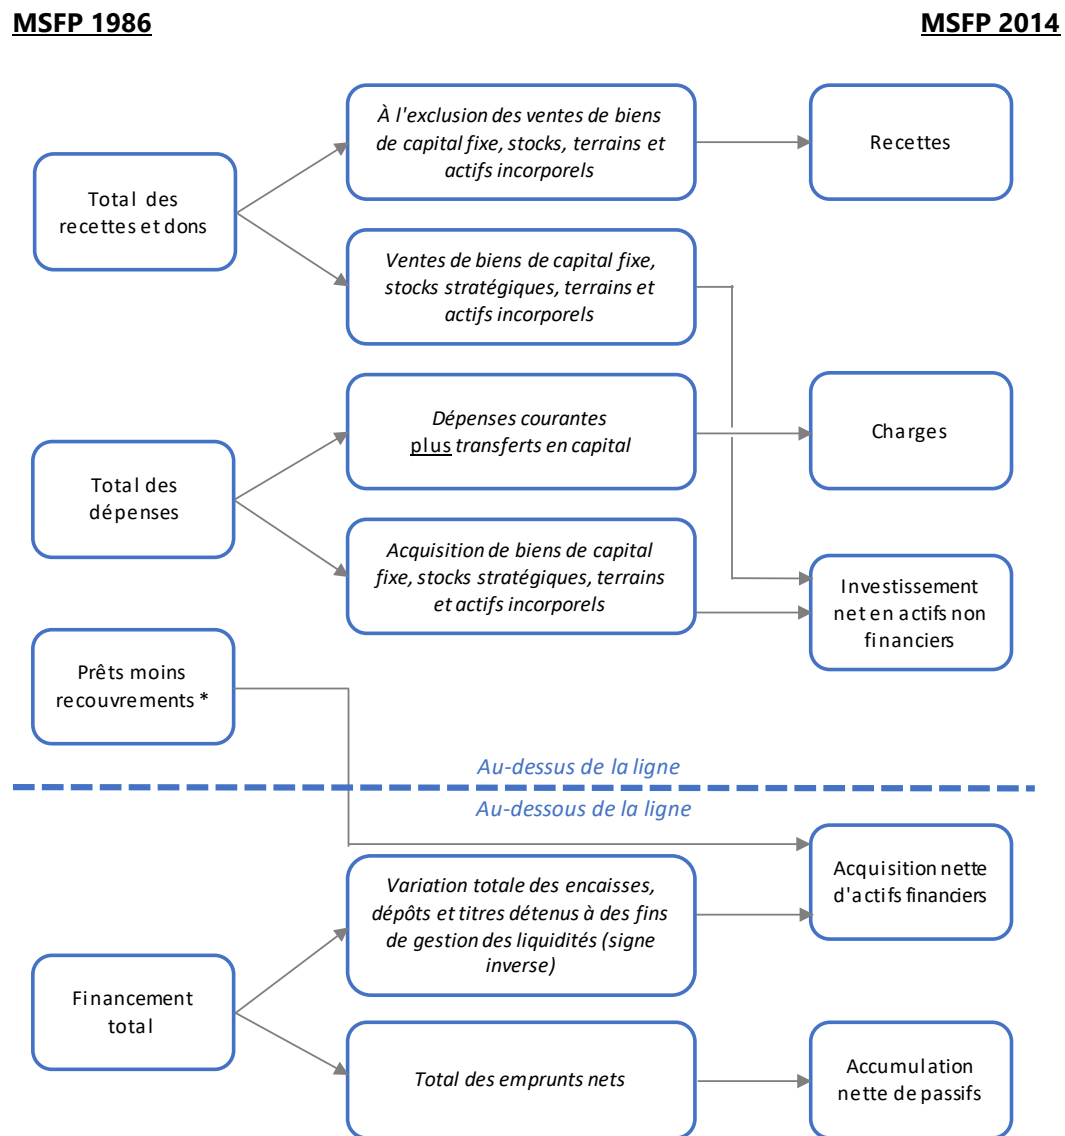 MSFP 1986
MSFP 2014
À l'exclusion des ventes de biens
de capital fixe, stocks, terrains et
actifs incorporels
Recettes
Total des
recettes et dons
Ventes de biens de capital fixe,
stocks stratégiques, terrains et
actifs incorporels
Dépenses courantes
plus transferts en capital
Charges
Total des
dépenses
Acquisition de biens de capital
fixe, stocks stratégiques, terrains
et actifs incorporels
Investissement
net en actifs non
financiers
Prêts moins
recouvrements *
Au-dessus de la ligne
Au-dessous de la ligne
Acquisition nette
d'actifs financiers
Variation totale des encaisses,
dépôts et titres détenus à des fins
de gestion des liquidités (signe
inverse)
Financement
total
Total des emprunts nets
Accumulation
nette de passifs